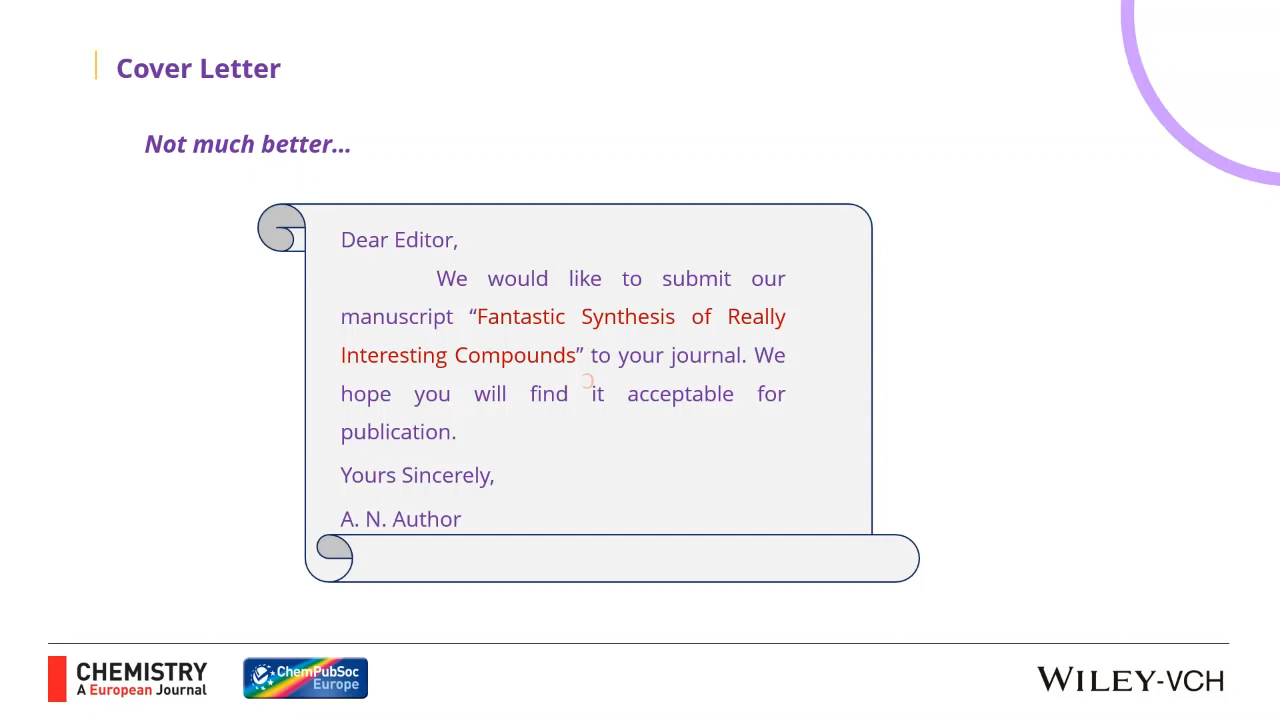 Cover Letter
Not much better...
Dear Editor,
We would like to submit our
manuscript “Fantastic Synthesis of Really
Interesting Compounds” to your journal. We
hope you will find it acceptable for
publication.
Yours Sincerely,
A. N. Author
CHEMISTRY
A European Journal
ChemPubSoc
Europe
WILEY-VCH